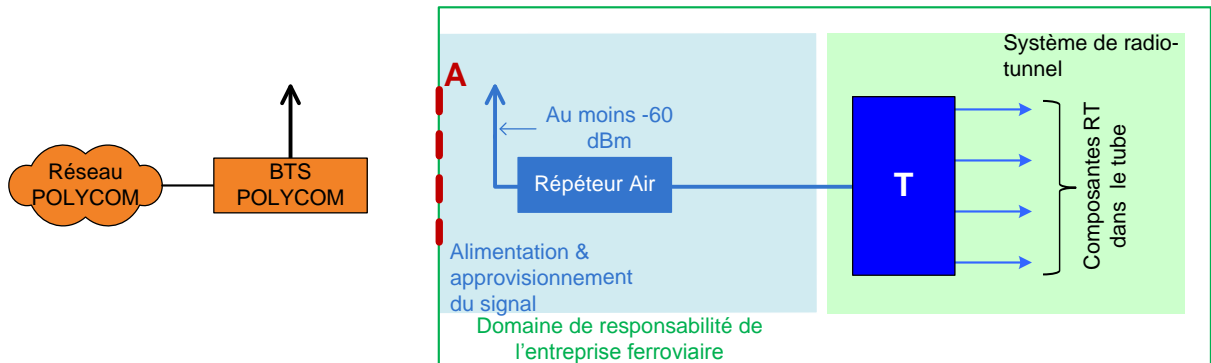 Réseau
POLYCOM
BTS
POLYCOM
A
Au moins -60
dBm
Répéteur Air
Alimentation &
approvisionnement
du signal
Système de radio-
tunnel
T
Composantes RT
dans le tube
Domaine de responsabilité de
l'entreprise ferroviaire